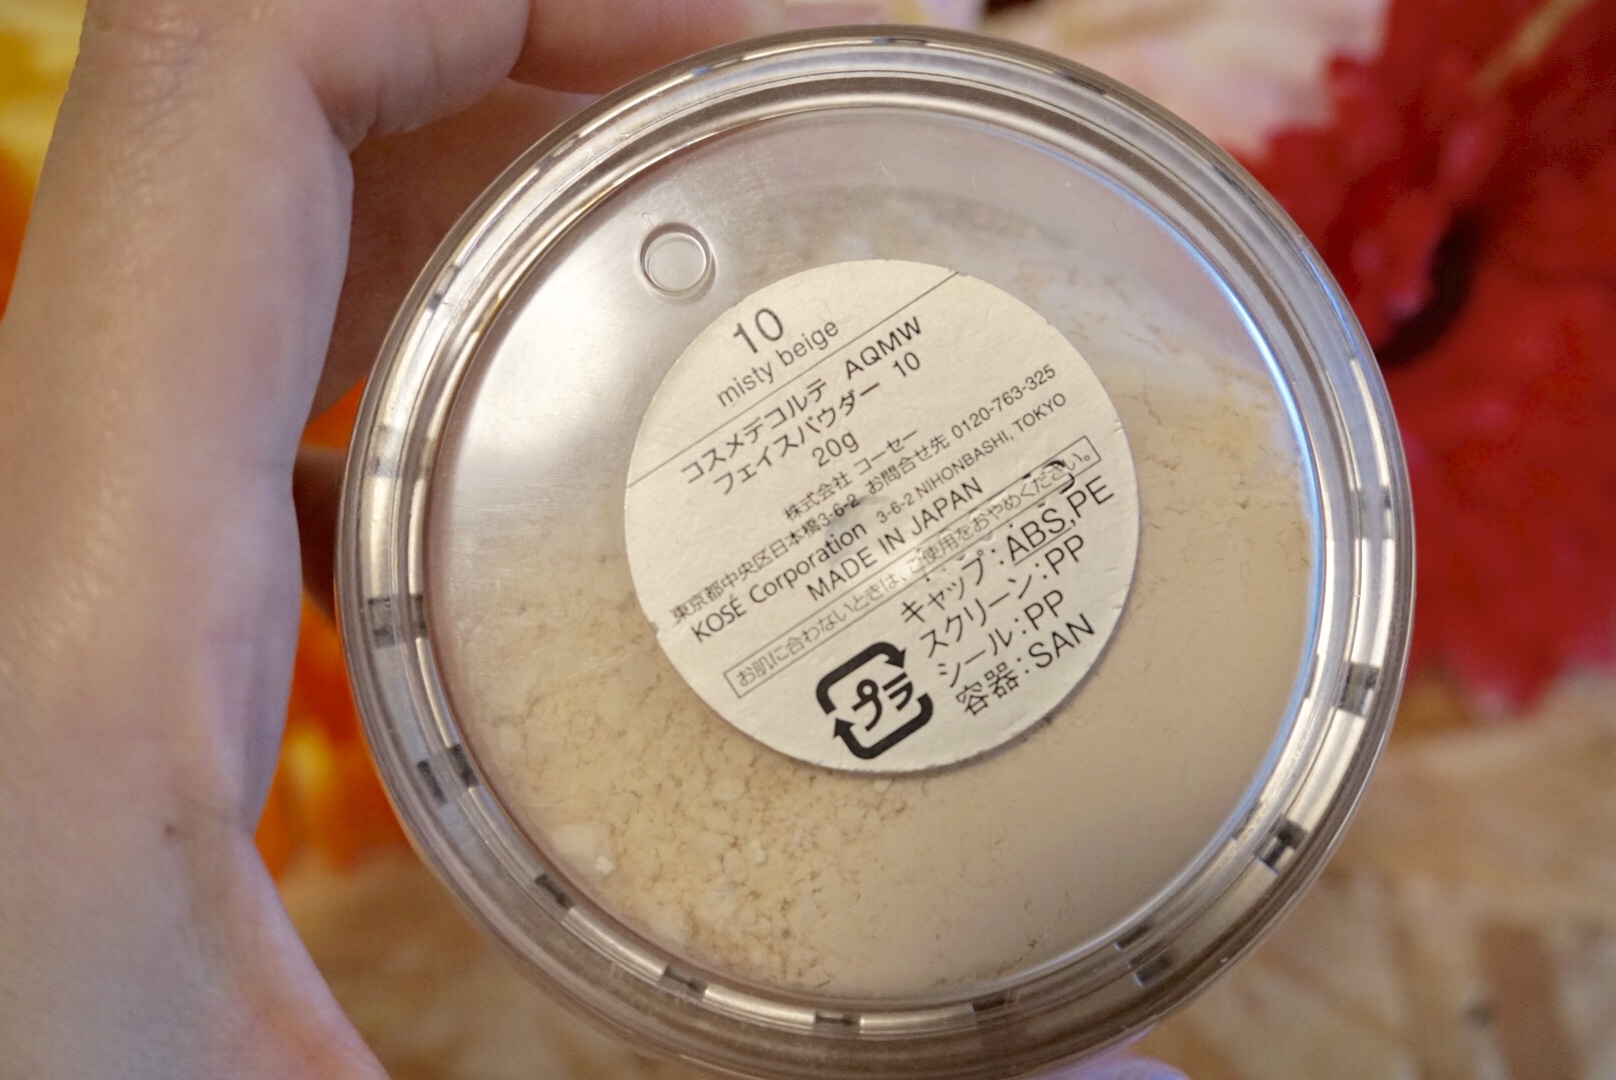 10
misty beige
コスメデコルテ AQMW
フェイスパウダー 10
20g
株式会社 コーセー
東京都中央区日本橋3-6-2 お問合せ先 0120-763-325
KOSÉ Corporation 3-6-2 NIHONBASHI, TOKYO
MADE IN JAPAN
お肌に合わないときは、ご使用をおやめください。
キャップ:ABS,PE
スクリーン:PP
シール:PP
容器:SAN
プラ